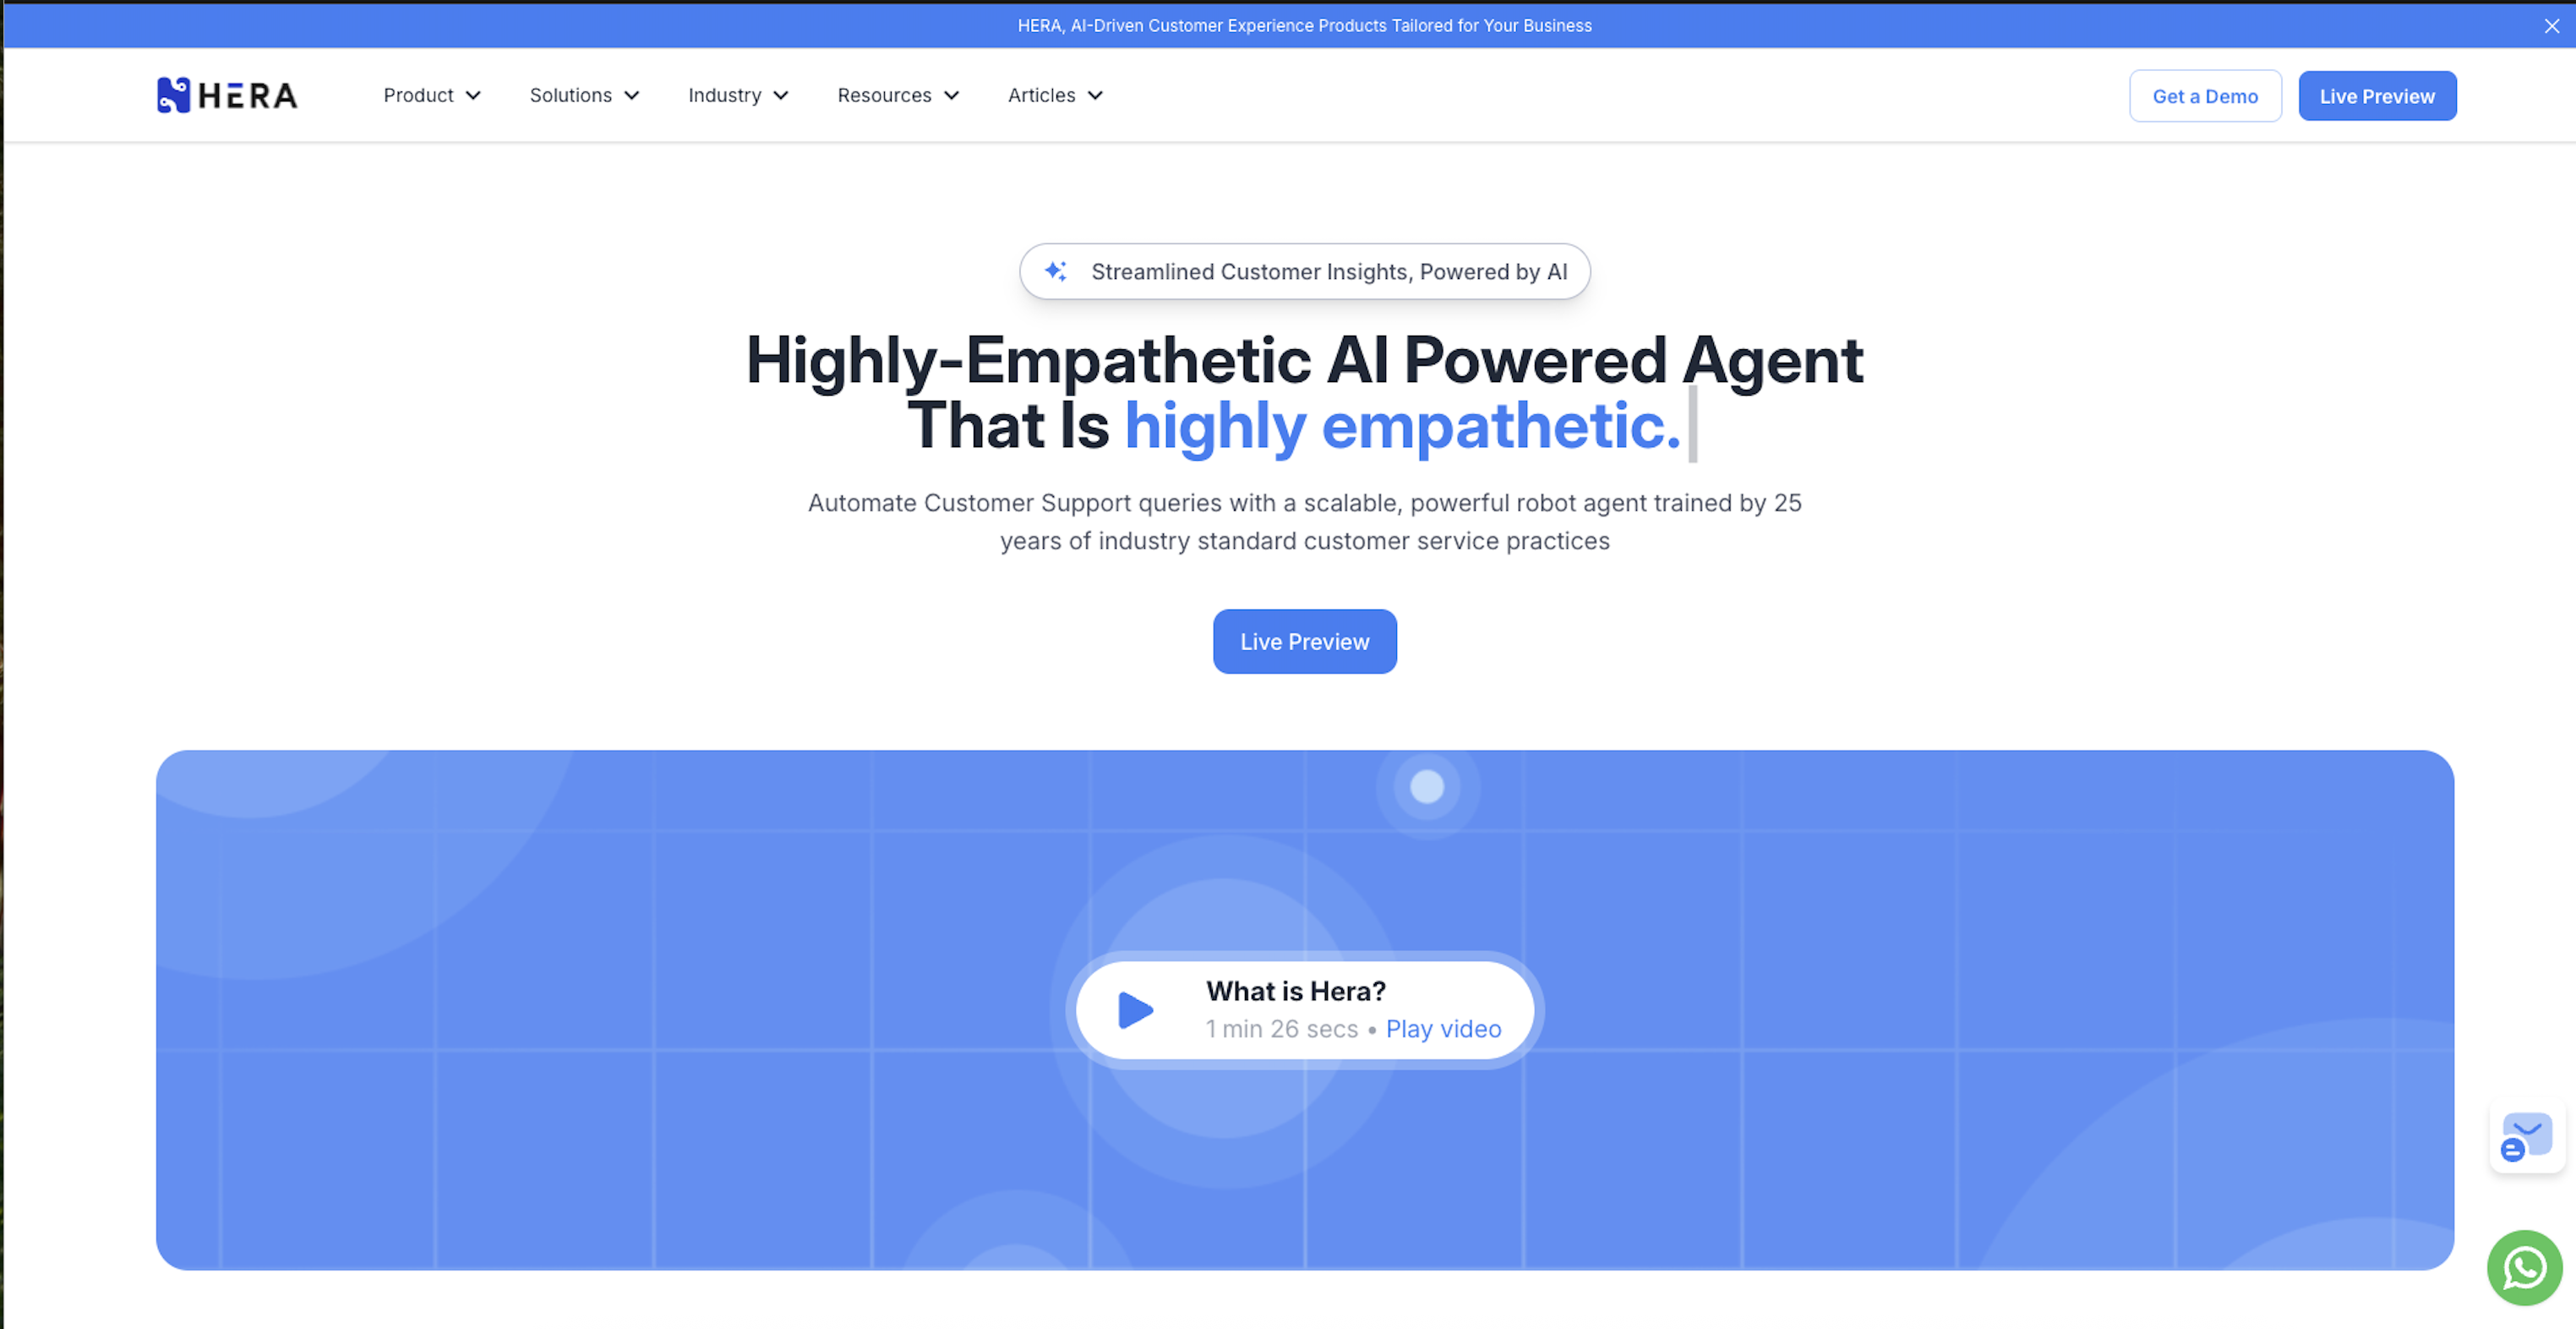 HERA, AI-Driven Customer Experience Products Tailored for Your Business
HERA
Product
Solutions
Industry
Resources
Articles
Get a Demo
Live Preview
Streamlined Customer Insights, Powered by AI
Highly-Empathetic AI Powered Agent
That Is highly empathetic.
Automate Customer Support queries with a scalable, powerful robot agent trained by 25
years of industry standard customer service practices
Live Preview
What is Hera?
1 min 26 secs • Play video